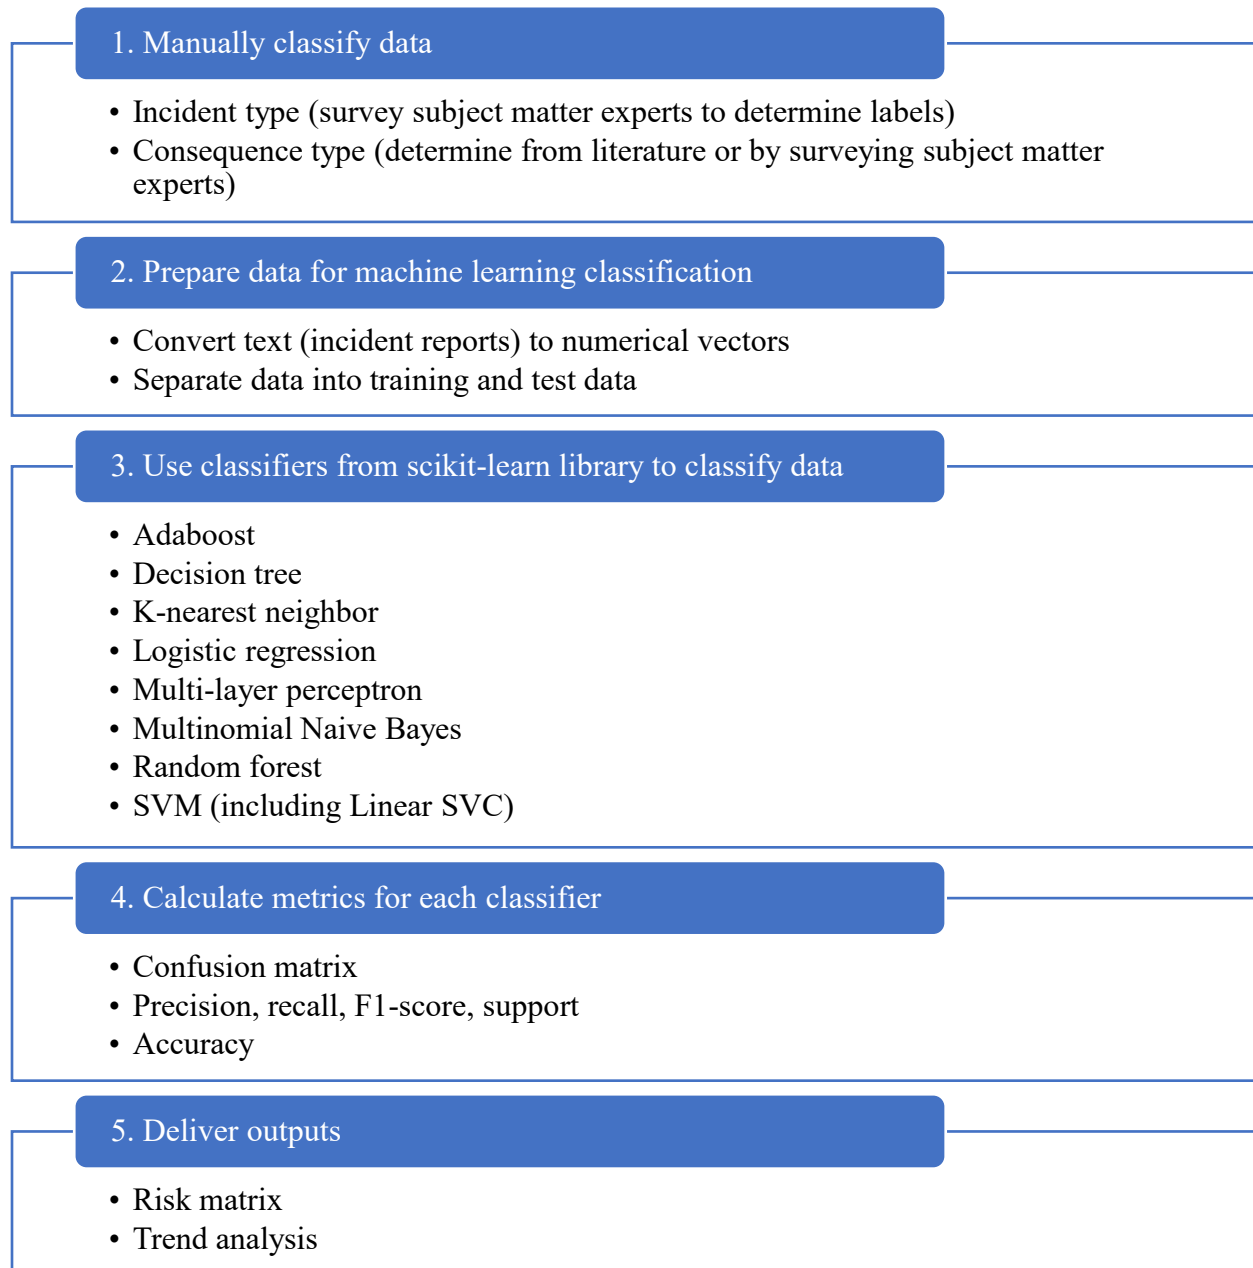 1. Manually classify data
• Incident type (survey subject matter experts to determine labels)
• Consequence type (determine from literature or by surveying subject matter
experts)
2. Prepare data for machine learning classification
• Convert text (incident reports) to numerical vectors
• Separate data into training and test data
3. Use classifiers from scikit-learn library to classify data
• Adaboost
• Decision tree
• K-nearest neighbor
• Logistic regression
• Multi-layer perceptron
• Multinomial Naive Bayes
• Random forest
• SVM (including Linear SVC)
4. Calculate metrics for each classifier
• Confusion matrix
• Precision, recall, F1-score, support
• Accuracy
5. Deliver outputs
• Risk matrix
• Trend analysis